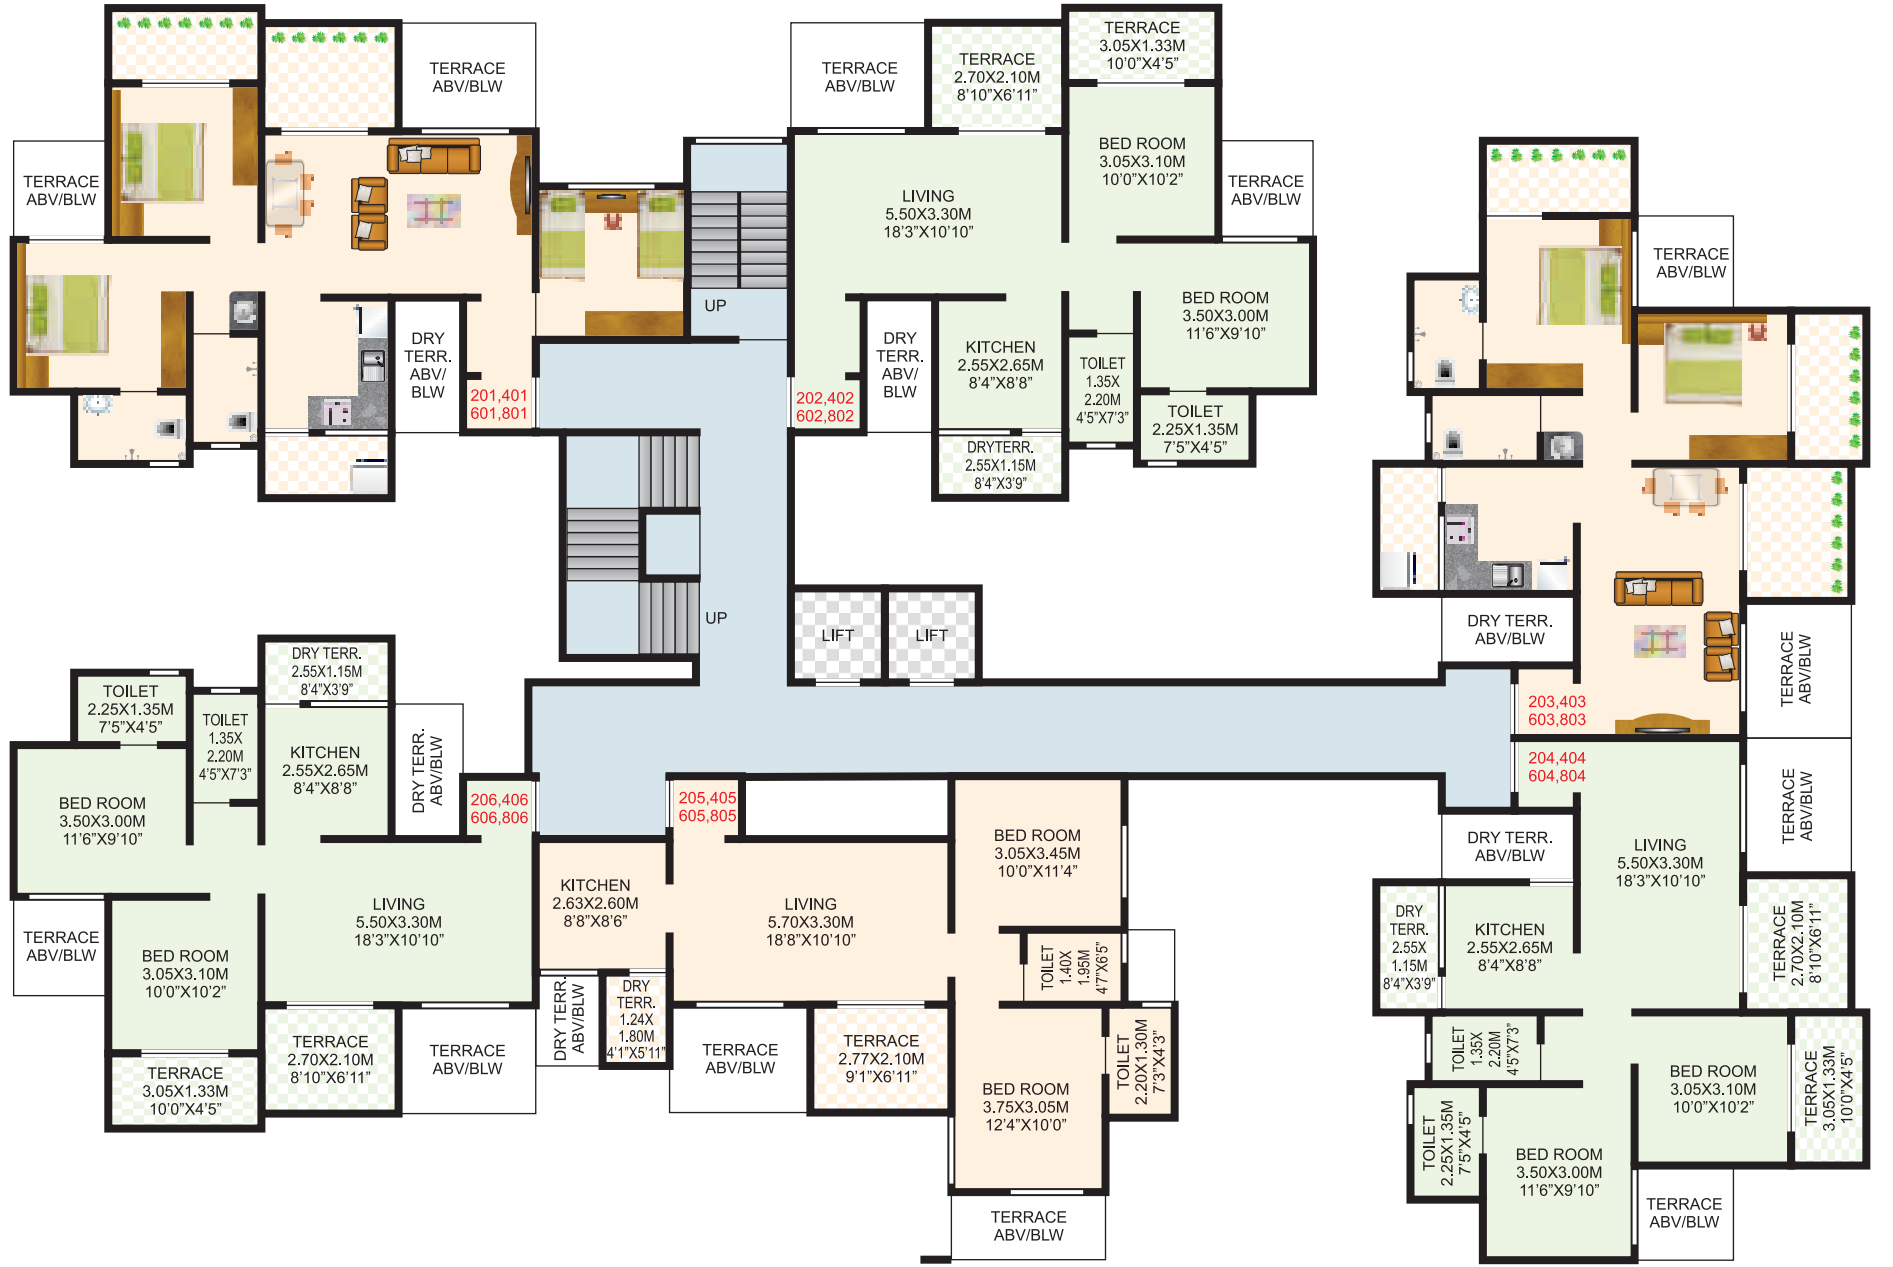 TERRACE
ABV/BLW
TERRACE
ABV/BLW
DRY
TERR.
ABV/
BLW
201,401
601,801
UP
TERRACE
ABV/BLW
TERRACE
2.70X2.10M
8'10"X6'11"
TERRACE
3.05X1.33M
10'0"X4'5"
BED ROOM
3.05X3.10M
10'0"X10'2"
TERRACE
ABV/BLW
LIVING
5.50X3.30M
18'3"X10'10"
BED ROOM
3.50X3.00M
11'6"X9'10"
DRY
TERR.
ABV/
BLW
KITCHEN
2.55X2.65M
8'4"X8'8"
TOILET
1.35X
2.20M
4'5"X7'3"
TOILET
2.25X1.35M
7'5"X4'5"
DRYTERR.
2.55X1.15M
8'4"X3'9"
202,402
602,802
TERRACE
ABV/BLW
DRY TERR.
ABV/BLW
TERRACE
ABV/BLW
203,403
603,803
UP
LIFT
LIFT
DRY TERR.
2.55X1.15M
8'4"X3'9"
TOILET
2.25X1.35M
7'5"X4'5"
TOILET
1.35X
2.20M
4'5"X7'3"
KITCHEN
2.55X2.65M
8'4"X8'8"
DRY TERR.
ABV/BLW
BED ROOM
3.50X3.00M
11'6"X9'10"
206,406
606,806
TERRACE
ABV/BLW
BED ROOM
3.05X3.10M
10'0"X10'2"
LIVING
5.50X3.30M
18'3"X10'10"
TERRACE
3.05X1.33M
10'0"X4'5"
TERRACE
2.70X2.10M
8'10"X6'11"
TERRACE
ABV/BLW
205,405
605,805
KITCHEN
2.63X2.60M
8'8"X8'6"
LIVING
5.70X3.30M
18'8"X10'10"
BED ROOM
3.05X3.45M
10'0"X11'4"
TOILET
1.40X
1.95M
4'7"X6'5"
DRY TERR.
ABV/BLW
DRY
TERR.
1.24X
1.80M
4'1"X5'11"
TERRACE
ABV/BLW
TERRACE
2.77X2.10M
9'1"X6'11"
BED ROOM
3.75X3.05M
12'4"X10'0"
TOILET
2.20X1.30M
7'3"X4'3"
TERRACE
ABV/BLW
204,404
604,804
TERRACE
ABV/BLW
DRY TERR.
ABV/BLW
LIVING
5.50X3.30M
18'3"X10'10"
DRY
TERR.
2.55X
1.15M
8'4"X3'9"
KITCHEN
2.55X2.65M
8'4"X8'8"
TERRACE
2.70X2.10M
8'10"X6'11"
TOILET
1.35X
2.20M
4'5"X7'3"
BED ROOM
3.05X3.10M
10'0"X10'2"
TERRACE
3.05X1.33M
10'0"X4'5"
TOILET
2.25X1.35M
7'5"X4'5"
BED ROOM
3.50X3.00M
11'6"X9'10"
TERRACE
ABV/BLW